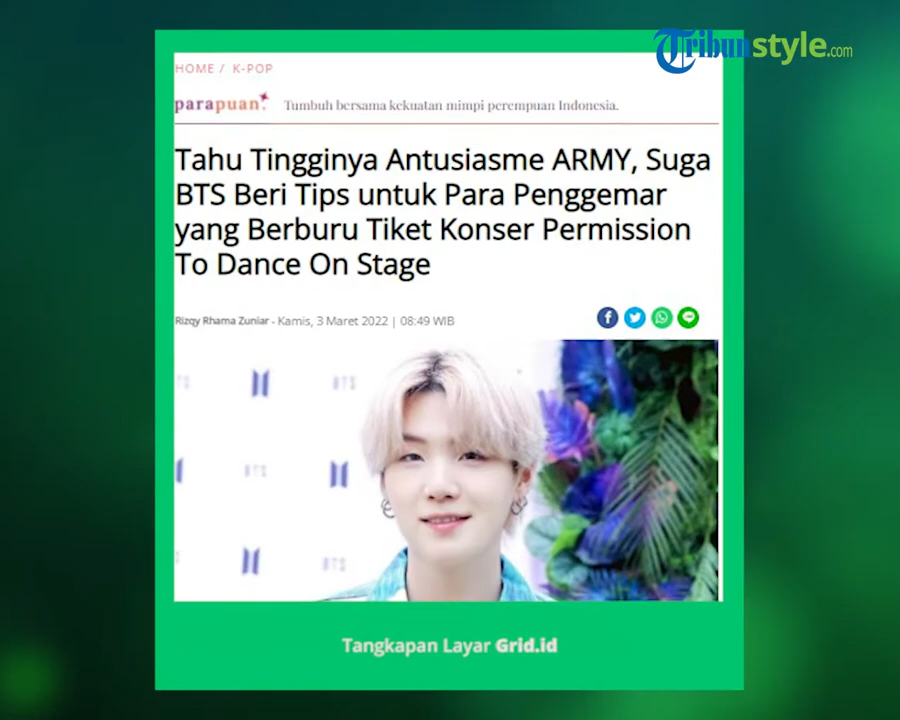 Tribunstyle.com
HOME / K-POP
parapuan. Tumbuh bersama kekuatan mimpi perempuan Indonesia.
Tahu Tingginya Antusiasme ARMY, Suga
BTS Beri Tips untuk Para Penggemar
yang Berburu Tiket Konser Permission
To Dance On Stage
Rizqy Rhama Zuniar - Kamis, 3 Maret 2022 | 08:49 WIB
BTS
BTS
BTS
Tangkapan Layar Grid.id